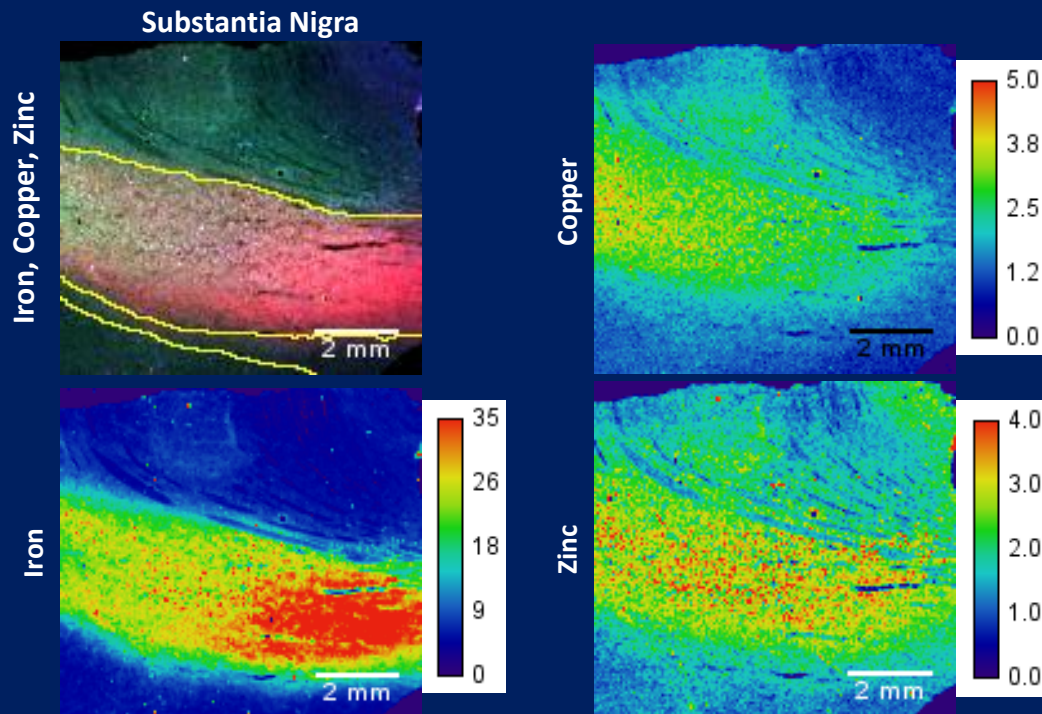 Substantia Nigra
Iron, Copper, Zinc
2 mm
Copper
5.0
3.8
2.5
1.2
0.0
2 mm
Iron
35
26
18
9
0
2 mm
Zinc
4.0
3.0
2.0
1.0
0.0
2 mm